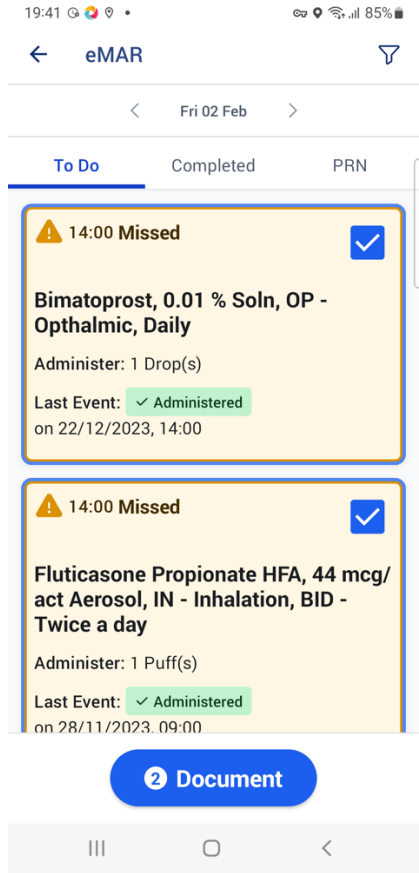 19:41
85%
eMAR
Fri 02 Feb
To Do Completed PRN
14:00 Missed
Bimatoprost, 0.01 % Soln, OP -
Opthalmic, Daily
Administer: 1 Drop(s)
Last Event: Administered
on 22/12/2023, 14:00
14:00 Missed
Fluticasone Propionate HFA, 44 mcg/
act Aerosol, IN - Inhalation, BID -
Twice a day
Administer: 1 Puff(s)
Last Event: Administered
on 28/11/2023, 09:00
2 Document